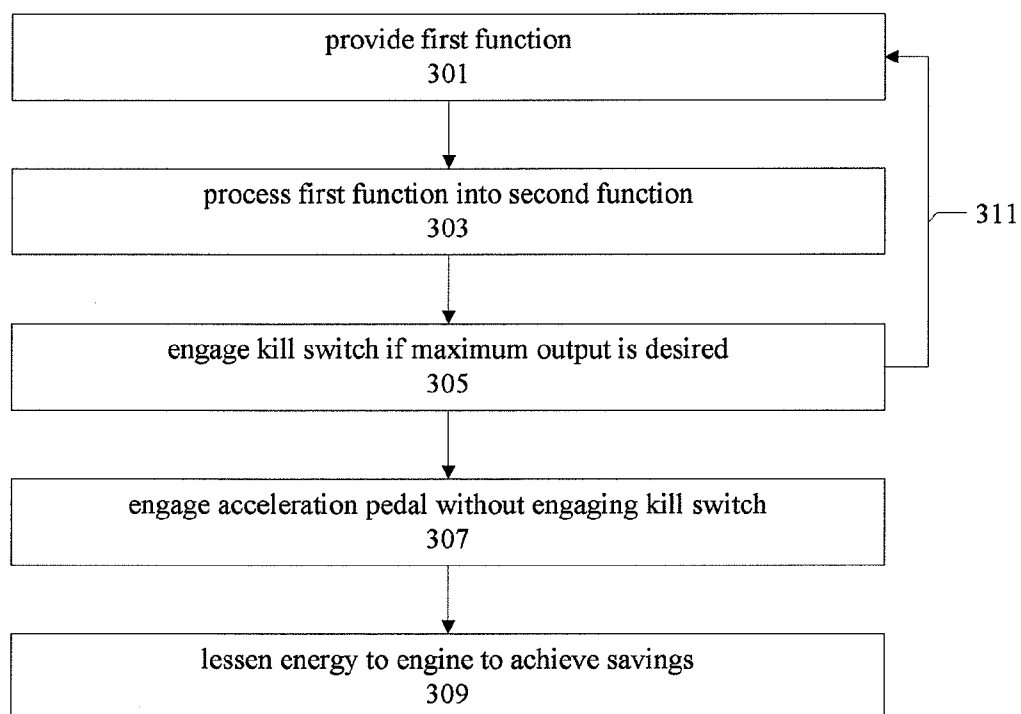 provide first function
301
process first function into second function
303
311
engage kill switch if maximum output is desired
305
engage acceleration pedal without engaging kill switch
307
lessen energy to engine to achieve savings
309